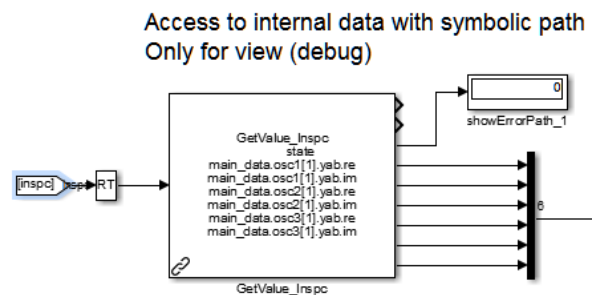 Access to internal data with symbolic path
Only for view (debug)
0
showErrorPath_1
GetValue_Inspc
state
main_data.osc1[1].yab.re
main_data.osc1[1].yab.im
main_data.osc2[1].yab.re
main_data.osc2[1].yab.im
main_data.osc3[1].yab.re
main_data.osc3[1].yab.im
[inspc]
RT
6
GetValue_Inspc